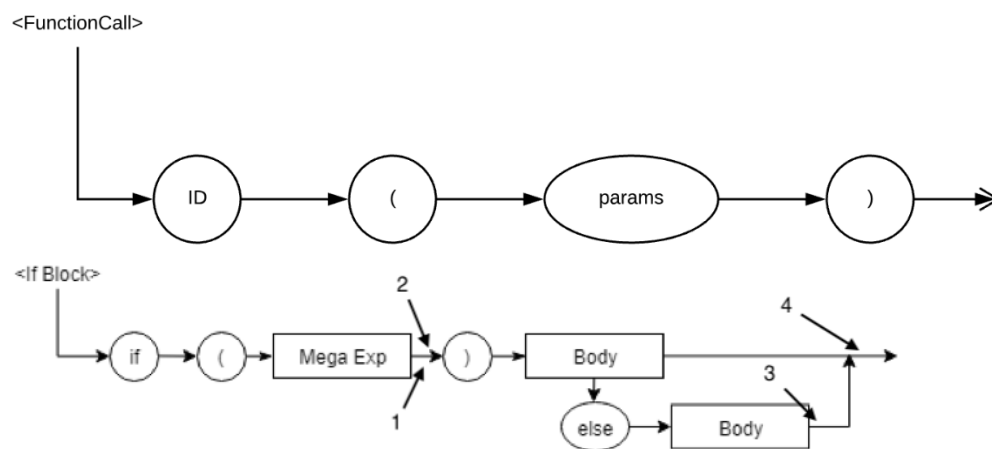 <FunctionCall>
ID ( params )
<If Block>
2
4
if ( Mega Exp ) Body
1
3
else Body